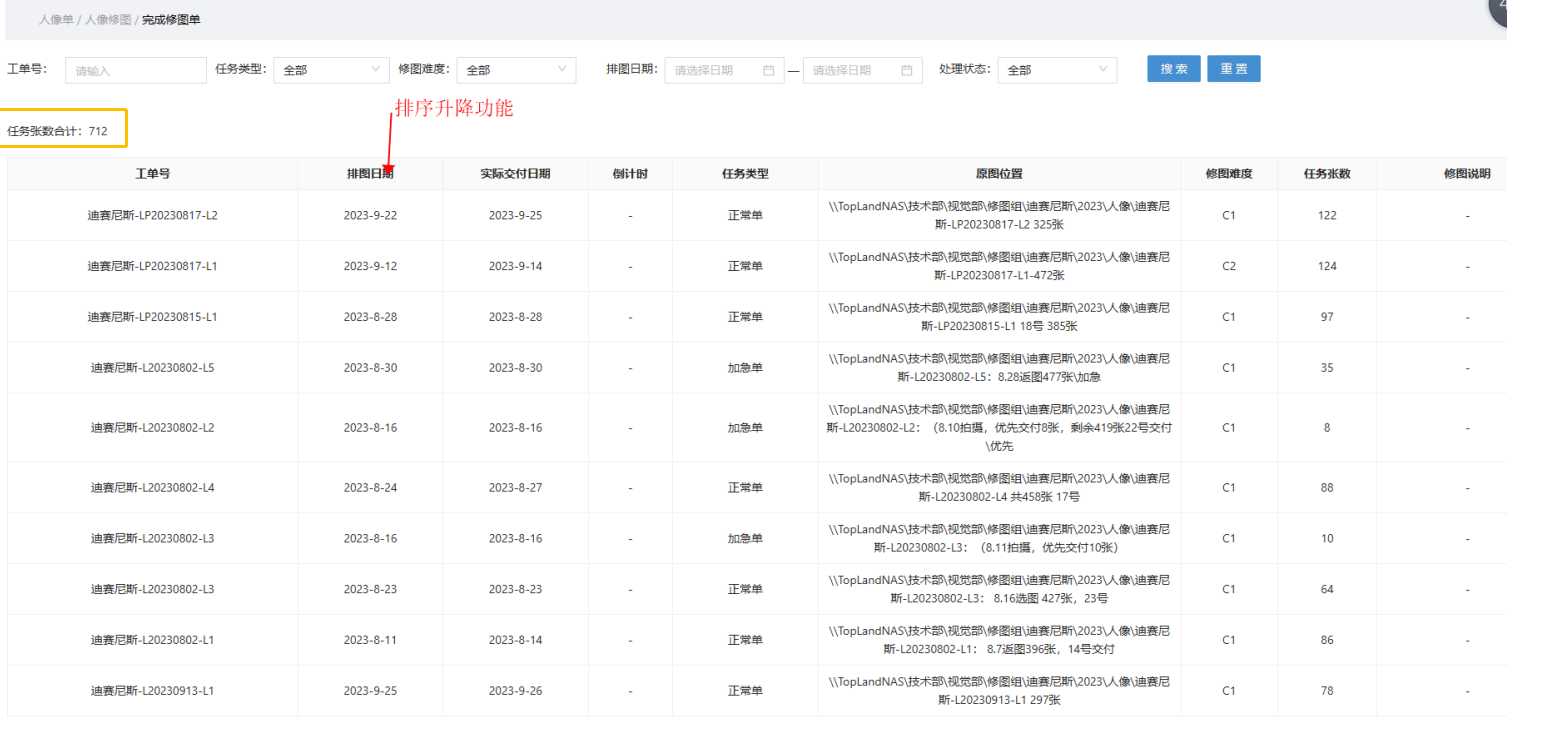 人像单 / 人像修图 / 完成修图单
工单号： 请输入 任务类型： 全部 修图难度： 全部 排图日期： 请选择日期 — 请选择日期 处理状态： 全部 搜索 重置
排序升降功能
任务张数合计：712
工单号 排图日期 实际交付日期 倒计时 任务类型 原图位置 修图难度 任务张数 修图说明
迪赛尼斯-LP20230817-L2 2023-9-22 2023-9-25 - 正常单 \\TopLandNAS\技术部\视觉部\修图组\迪赛尼斯\2023\人像\迪赛尼 C1 122 -
斯-LP20230817-L2 325张
迪赛尼斯-LP20230817-L1 2023-9-12 2023-9-14 - 正常单 \\TopLandNAS\技术部\视觉部\修图组\迪赛尼斯\2023\人像\迪赛尼 C2 124 -
斯-LP20230817-L1-472张
迪赛尼斯-LP20230815-L1 2023-8-28 2023-8-28 - 正常单 \\TopLandNAS\技术部\视觉部\修图组\迪赛尼斯\2023\人像\迪赛尼 C1 97 -
斯-LP20230815-L1 18号 385张
迪赛尼斯-L20230802-L5 2023-8-30 2023-8-30 - 加急单 \\TopLandNAS\技术部\视觉部\修图组\迪赛尼斯\2023\人像\迪赛尼 C1 35 -
斯-L20230802-L5：8.28返图477张\加急
迪赛尼斯-L20230802-L2 2023-8-16 2023-8-16 - 加急单 \\TopLandNAS\技术部\视觉部\修图组\迪赛尼斯\2023\人像\迪赛尼 C1 8 -
斯-L20230802-L2：（8.10拍摄，优先交付8张，剩余419张22号交付
\优先
迪赛尼斯-L20230802-L4 2023-8-24 2023-8-27 - 正常单 \\TopLandNAS\技术部\视觉部\修图组\迪赛尼斯\2023\人像\迪赛尼 C1 88 -
斯-L20230802-L4 共458张 17号
迪赛尼斯-L20230802-L3 2023-8-16 2023-8-16 - 加急单 \\TopLandNAS\技术部\视觉部\修图组\迪赛尼斯\2023\人像\迪赛尼 C1 10 -
斯-L20230802-L3：（8.11拍摄，优先交付10张）
迪赛尼斯-L20230802-L3 2023-8-23 2023-8-23 - 正常单 \\TopLandNAS\技术部\视觉部\修图组\迪赛尼斯\2023\人像\迪赛尼 C1 64 -
斯-L20230802-L3： 8.16选图 427张，23号
迪赛尼斯-L20230802-L1 2023-8-11 2023-8-14 - 正常单 \\TopLandNAS\技术部\视觉部\修图组\迪赛尼斯\2023\人像\迪赛尼 C1 86 -
斯-L20230802-L1： 8.7返图396张，14号交付
迪赛尼斯-L20230913-L1 2023-9-25 2023-9-26 - 正常单 \\TopLandNAS\技术部\视觉部\修图组\迪赛尼斯\2023\人像\迪赛尼 C1 78 -
斯-L20230913-L1 297张